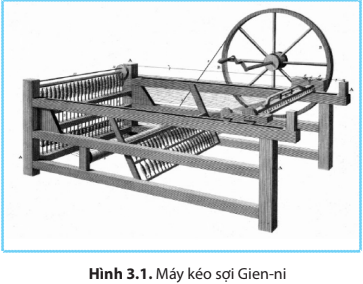 Hình 3.1. Máy kéo sợi Gien-ni